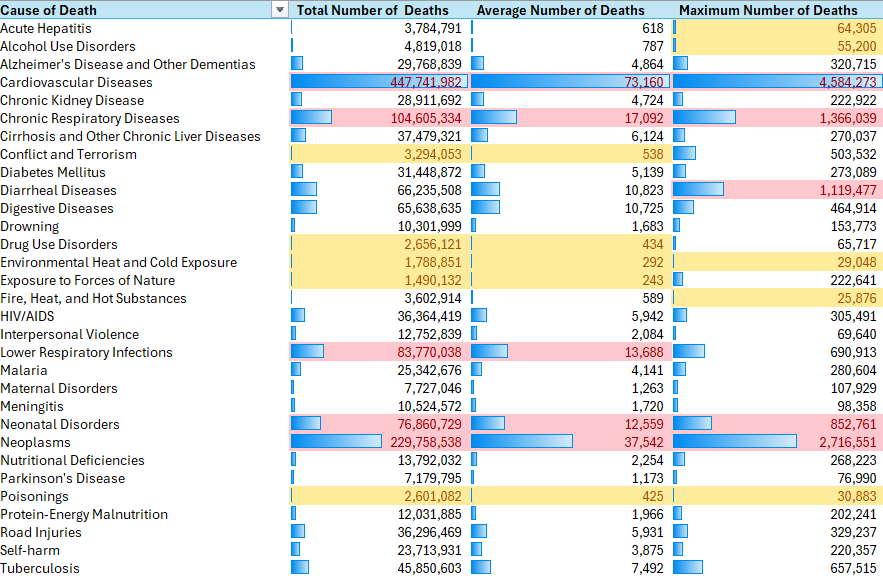 Cause of Death Total Number of Deaths Average Number of Deaths Maximum Number of Deaths
Acute Hepatitis 3,784,791 618 64,305
Alcohol Use Disorders 4,819,018 787 55,200
Alzheimer's Disease and Other Dementias 29,768,839 4,864 320,715
Cardiovascular Diseases 447,741,982 73,160 4,584,273
Chronic Kidney Disease 28,911,692 4,724 222,922
Chronic Respiratory Diseases 104,605,334 17,092 1,366,039
Cirrhosis and Other Chronic Liver Diseases 37,479,321 6,124 270,037
Conflict and Terrorism 3,294,053 538 503,532
Diabetes Mellitus 31,448,872 5,139 273,089
Diarrheal Diseases 66,235,508 10,823 1,119,477
Digestive Diseases 65,638,635 10,725 464,914
Drowning 10,301,999 1,683 153,773
Drug Use Disorders 2,656,121 434 65,717
Environmental Heat and Cold Exposure 1,788,851 292 29,048
Exposure to Forces of Nature 1,490,132 243 222,641
Fire, Heat, and Hot Substances 3,602,914 589 25,876
HIV/AIDS 36,364,419 5,942 305,491
Interpersonal Violence 12,752,839 2,084 69,640
Lower Respiratory Infections 83,770,038 13,688 690,913
Malaria 25,342,676 4,141 280,604
Maternal Disorders 7,727,046 1,263 107,929
Meningitis 10,524,572 1,720 98,358
Neonatal Disorders 76,860,729 12,559 852,761
Neoplasms 229,758,538 37,542 2,716,551
Nutritional Deficiencies 13,792,032 2,254 268,223
Parkinson's Disease 7,179,795 1,173 76,990
Poisonings 2,601,082 425 30,883
Protein-Energy Malnutrition 12,031,885 1,966 202,241
Road Injuries 36,296,469 5,931 329,237
Self-harm 23,713,931 3,875 220,357
Tuberculosis 45,850,603 7,492 657,515